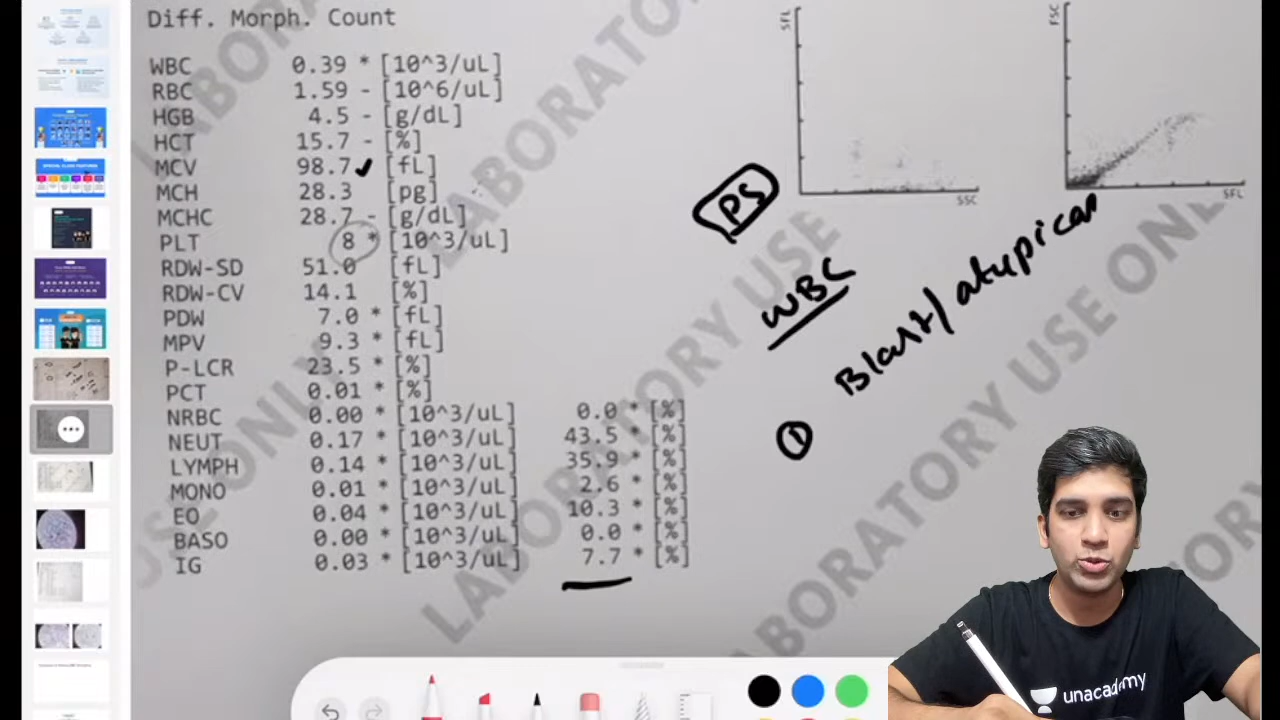 Diff. Morph. Count
WBC 0.39 * [10^3/uL]
RBC 1.59 - [10^6/uL]
HGB 4.5 - [g/dL]
HCT 15.7 - [%]
MCV 98.7 [fL]
MCH 28.3 [pg]
MCHC 28.7 - [g/dL]
PLT 8 * [10^3/uL]
RDW-SD 51.0 [fL]
RDW-CV 14.1 [%]
PDW 7.0 * [fL]
MPV 9.3 * [fL]
P-LCR 23.5 * [%]
PCT 0.01 * [%]
NRBC 0.00 * [10^3/uL] 0.0 * [%]
NEUT 0.17 * [10^3/uL] 43.5 * [%]
LYMPH 0.14 * [10^3/uL] 35.9 * [%]
MONO 0.01 * [10^3/uL] 2.6 * [%]
EO 0.04 * [10^3/uL] 10.3 * [%]
BASO 0.00 * [10^3/uL] 0.0 * [%]
IG 0.03 * [10^3/uL] 7.7 * [%]
SFL
SSC
FSC
SFL
PS
WBC
Blast/atypical
1
LABORATORY USE ONLY
unacademy